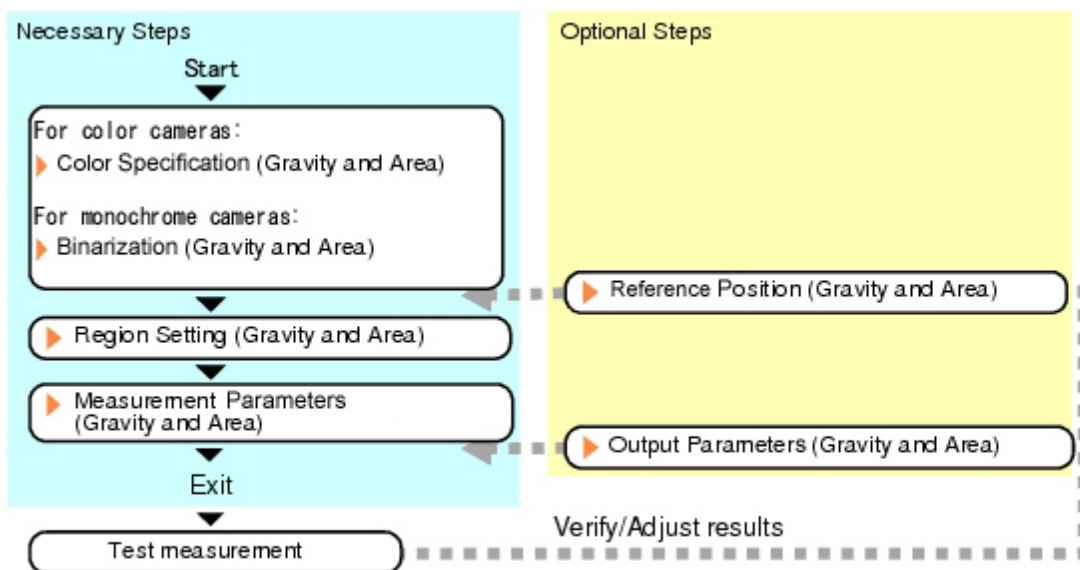 Necessary Steps
Start
For color cameras:
Color Specification (Gravity and Area)
For monochrome cameras:
Binarization (Gravity and Area)
Region Setting (Gravity and Area)
Measurement Parameters
(Gravity and Area)
Exit
Test measurement
Optional Steps
Reference Position (Gravity and Area)
Output Parameters (Gravity and Area)
Verify/Adjust results